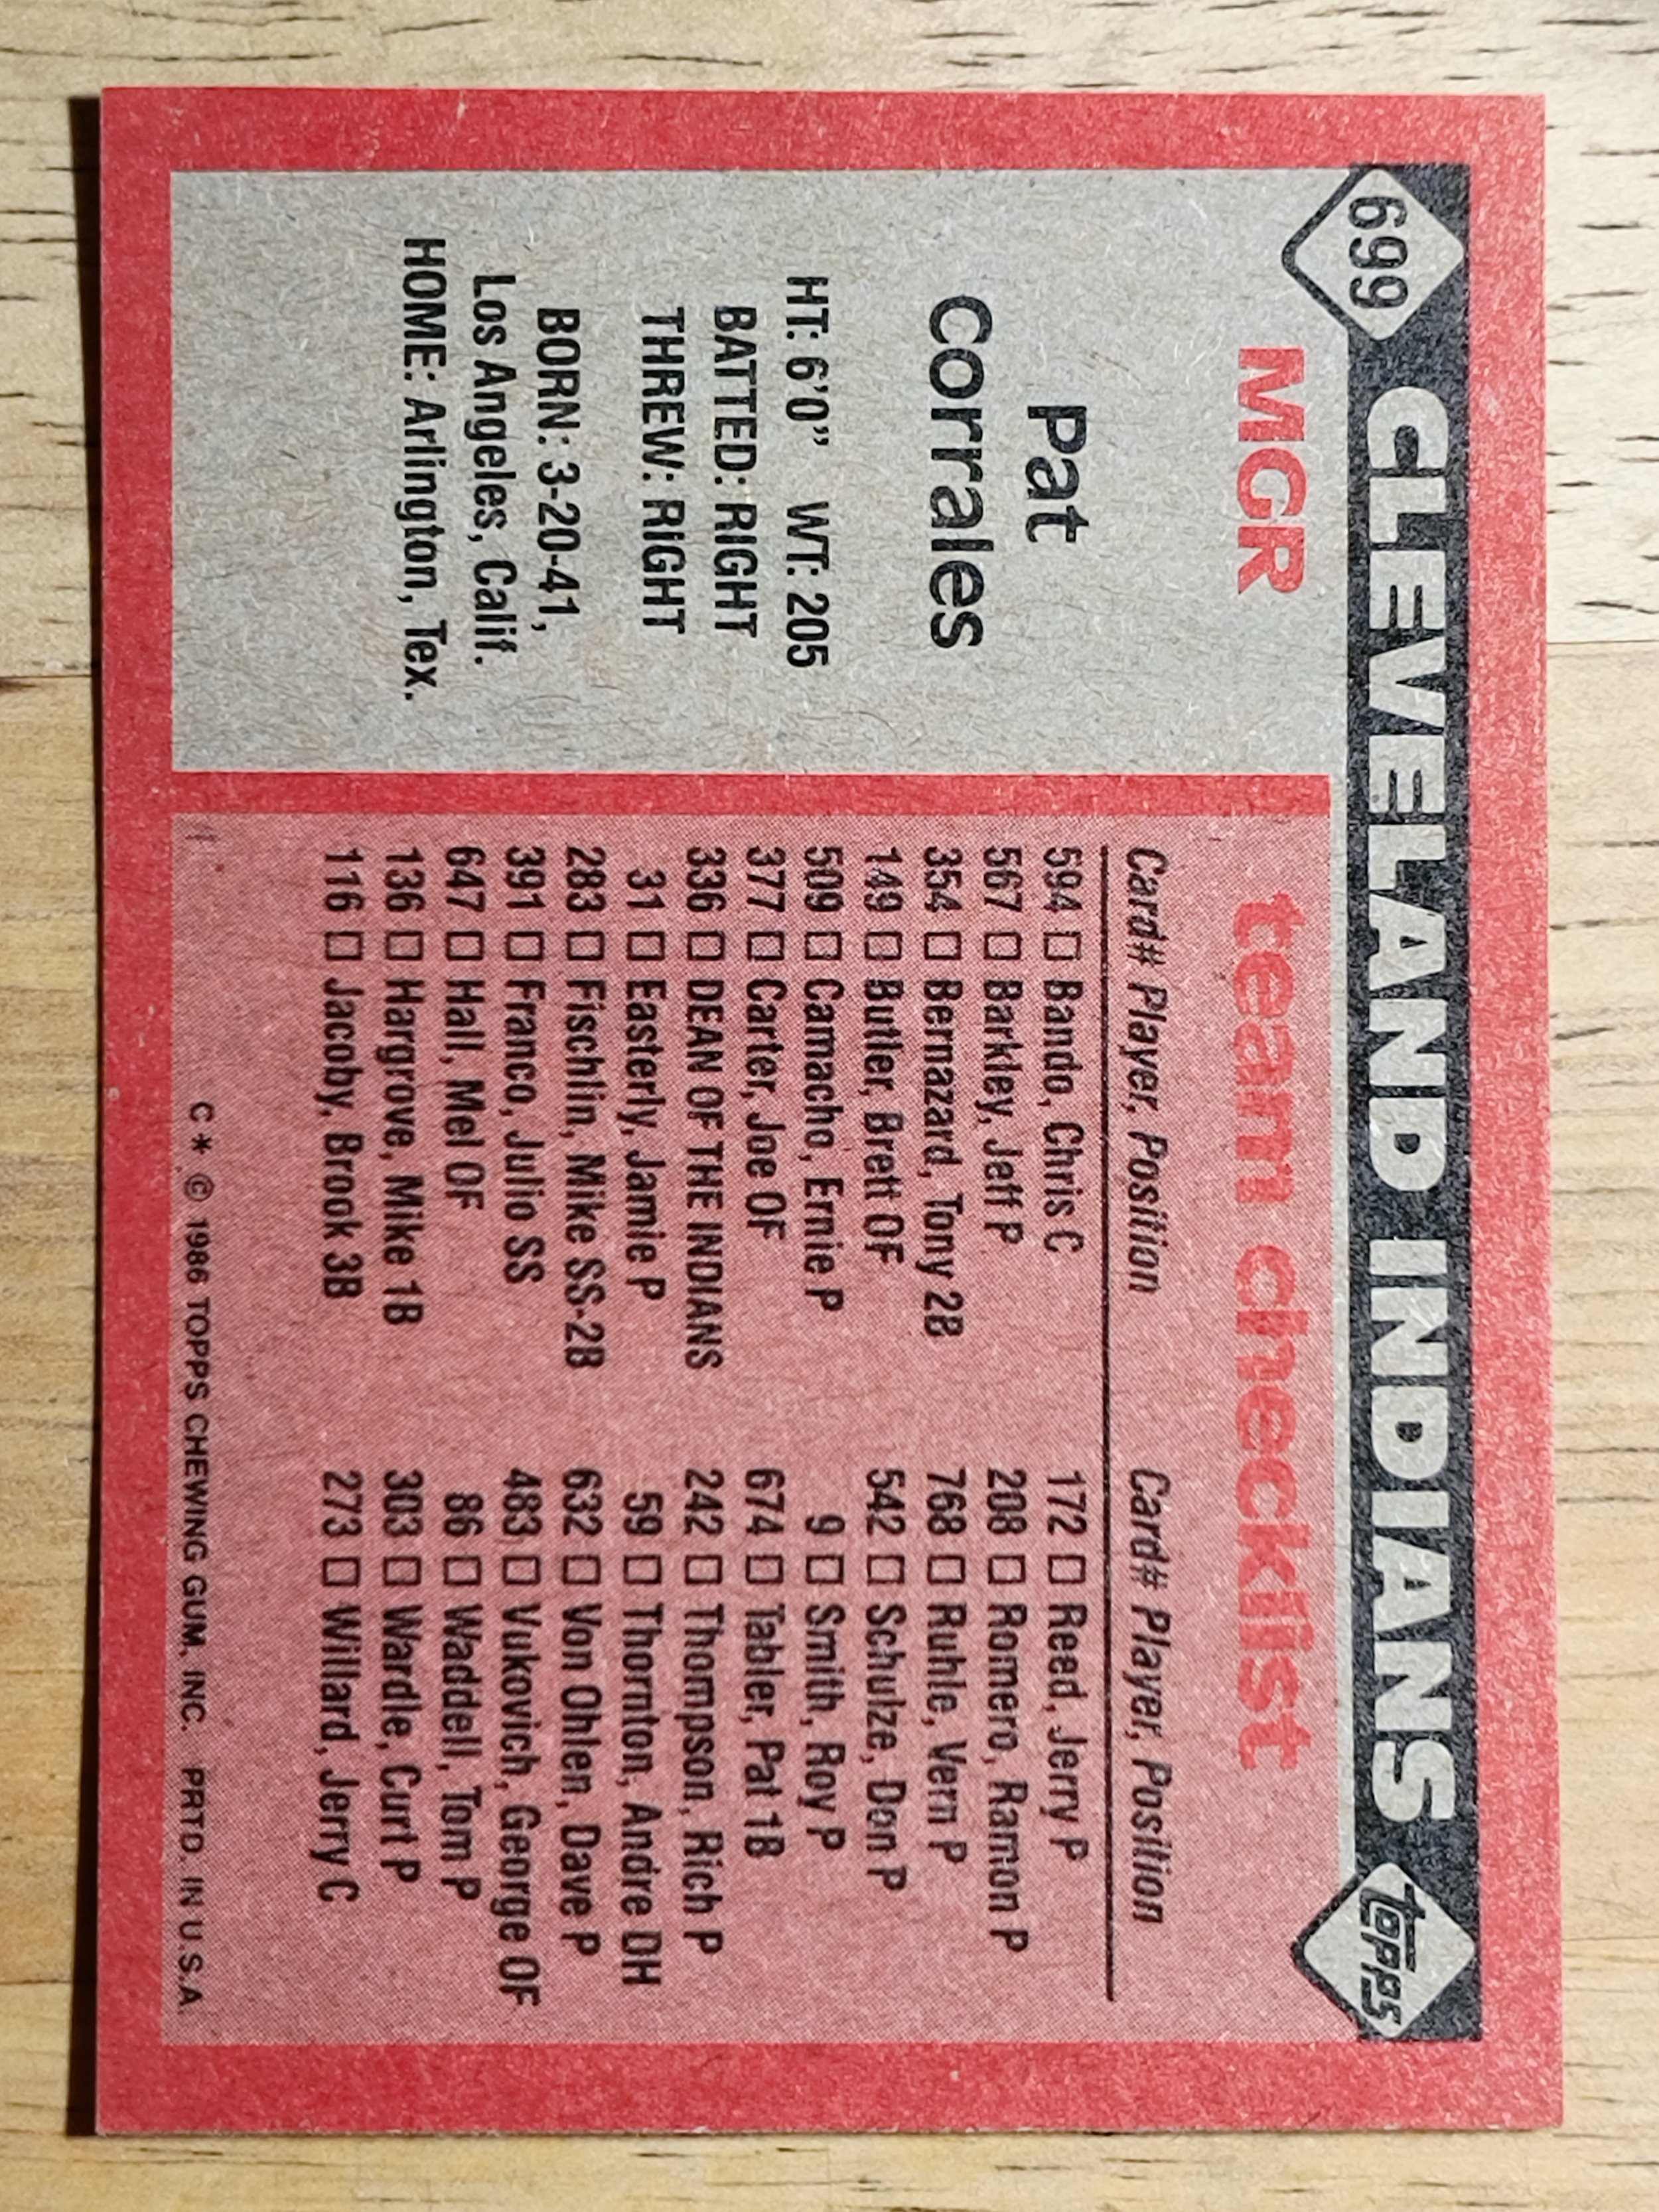 699 CLEVELAND INDIANS TOPPS
MGR
Pat
Corrales
HT: 6'0" WT: 205
BATTED: RIGHT
THREW: RIGHT
BORN: 3-20-41,
Los Angeles, Calif.
HOME: Arlington, Tex.
team checklist
Card# Player, Position
594 Bando, Chris C
567 Barkley, Jeff P
354 Bernazard, Tony 2B
149 Butler, Brett OF
509 Camacho, Ernie P
377 Carter, Joe OF
336 DEAN OF THE INDIANS
31 Easterly, Jamie P
283 Fischlin, Mike SS-2B
391 Franco, Julio SS
647 Hall, Mel OF
136 Hargrove, Mike 1B
116 Jacoby, Brook 3B
Card# Player, Position
172 Reed, Jerry P
208 Romero, Ramon P
768 Ruhle, Vern P
542 Schulze, Don P
9 Smith, Roy P
674 Tabler, Pat 1B
242 Thompson, Rich P
59 Thornton, Andre DH
632 Von Ohlen, Dave P
483 Vukovich, George OF
86 Waddell, Tom P
303 Wardle, Curt P
273 Willard, Jerry C
C * © 1986 TOPPS CHEWING GUM, INC. PRTD. IN U.S.A.